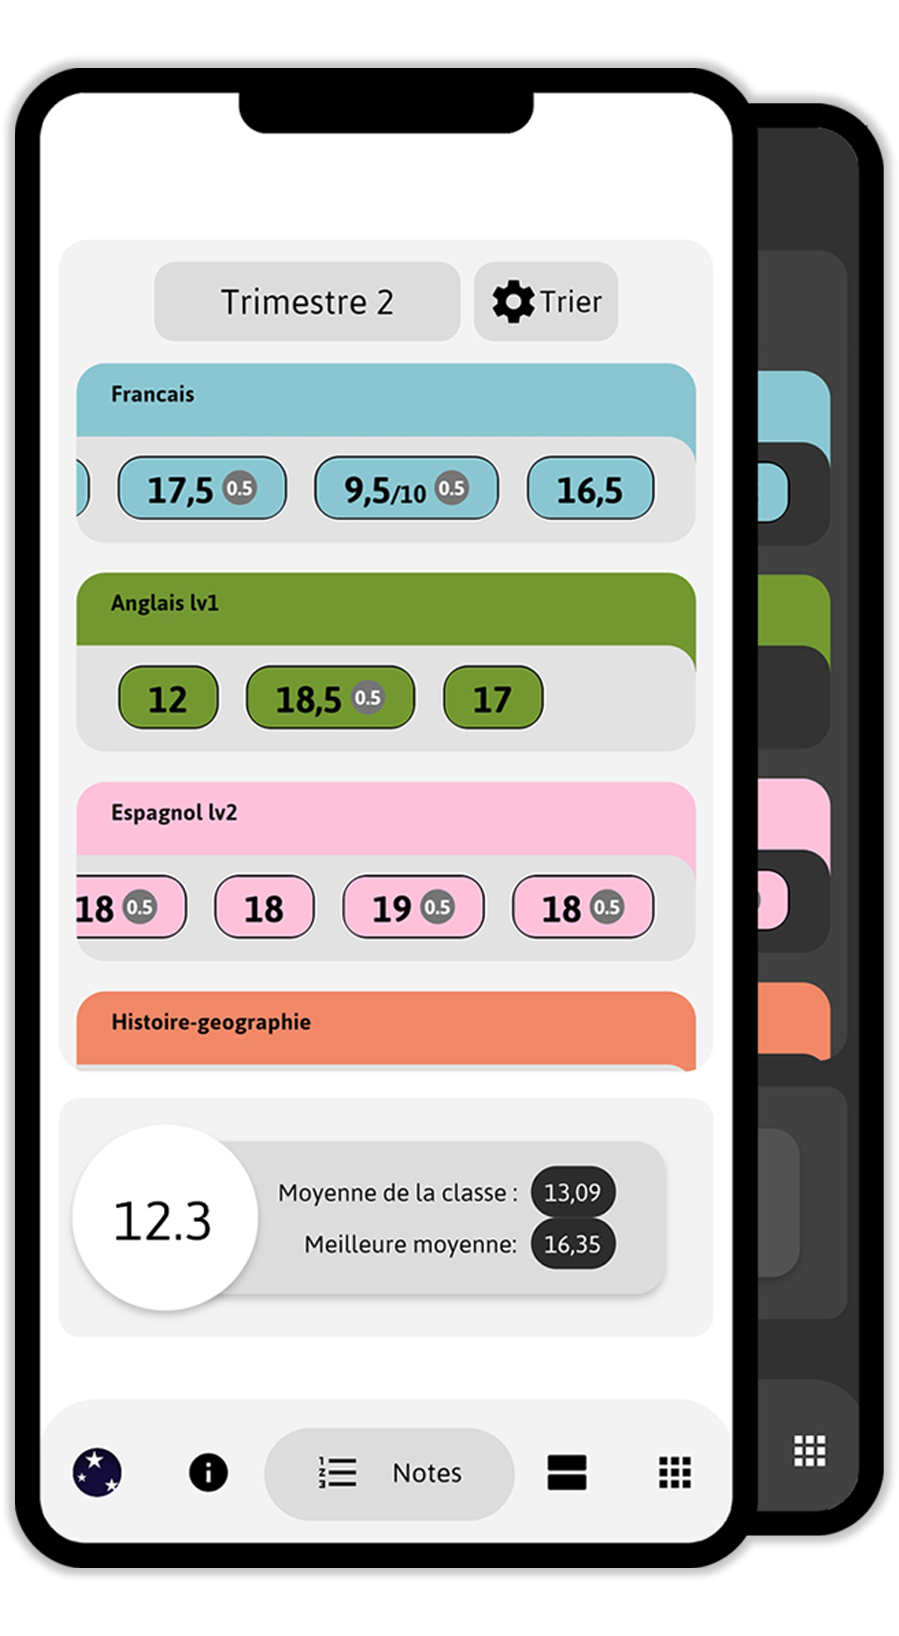 Trimestre 2 Trier
Francais
17,5 0.5 9,5/10 0.5 16,5
Anglais lv1
12 18,5 0.5 17
Espagnol lv2
18 0.5 18 19 0.5 18 0.5
Histoire-geographie
12.3
Moyenne de la classe : 13,09
Meilleure moyenne: 16,35
Notes